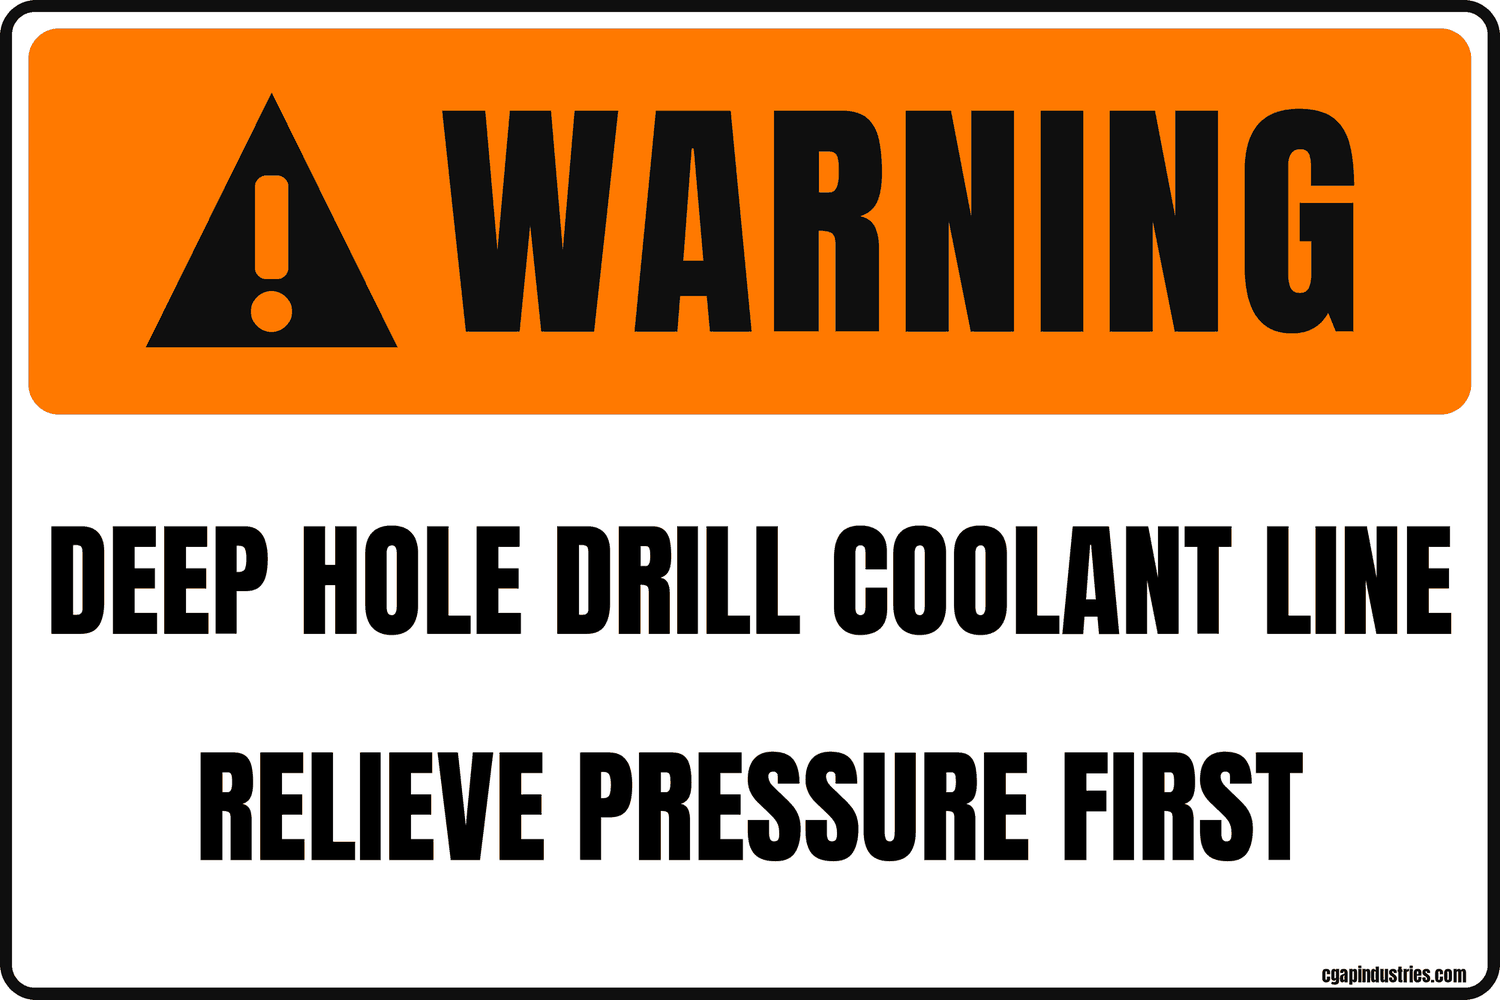 WARNING
DEEP HOLE DRILL COOLANT LINE
RELIEVE PRESSURE FIRST
cgapindustries.com